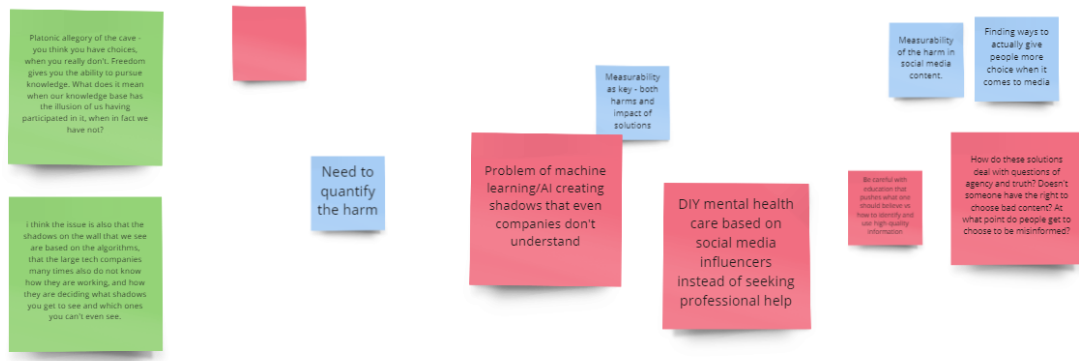 Platonic allegory of the cave -
you think you have choices,
when you really don't. Freedom
gives you the ability to pursue
knowledge. What does it mean
when our knowledge base has
the illusion of us having
participated in it, when in fact we
have not?
i think the issue is also that the
shadows on the wall that we see
are based on the algorithms,
that the large tech companies
many times also do not know
how they are working, and how
they are deciding what shadows
you get to see and which ones
you can't even see.
Need to
quantify
the harm
Measurability
as key - both
harms and
impact of
solutions
Problem of machine
learning/AI creating
shadows that even
companies don't
understand
DIY mental health
care based on
social media
influencers
instead of seeking
professional help
Measurability
of the harm in
social media
content.
Finding ways to
actually give
people more
choice when it
comes to media
Be careful with
education that
pushes what one
should believe vs
how to identify and
use high-quality
information
How do these solutions
deal with questions of
agency and truth? Doesn't
someone have the right to
choose bad content? At
what point do people get to
choose to be misinformed?